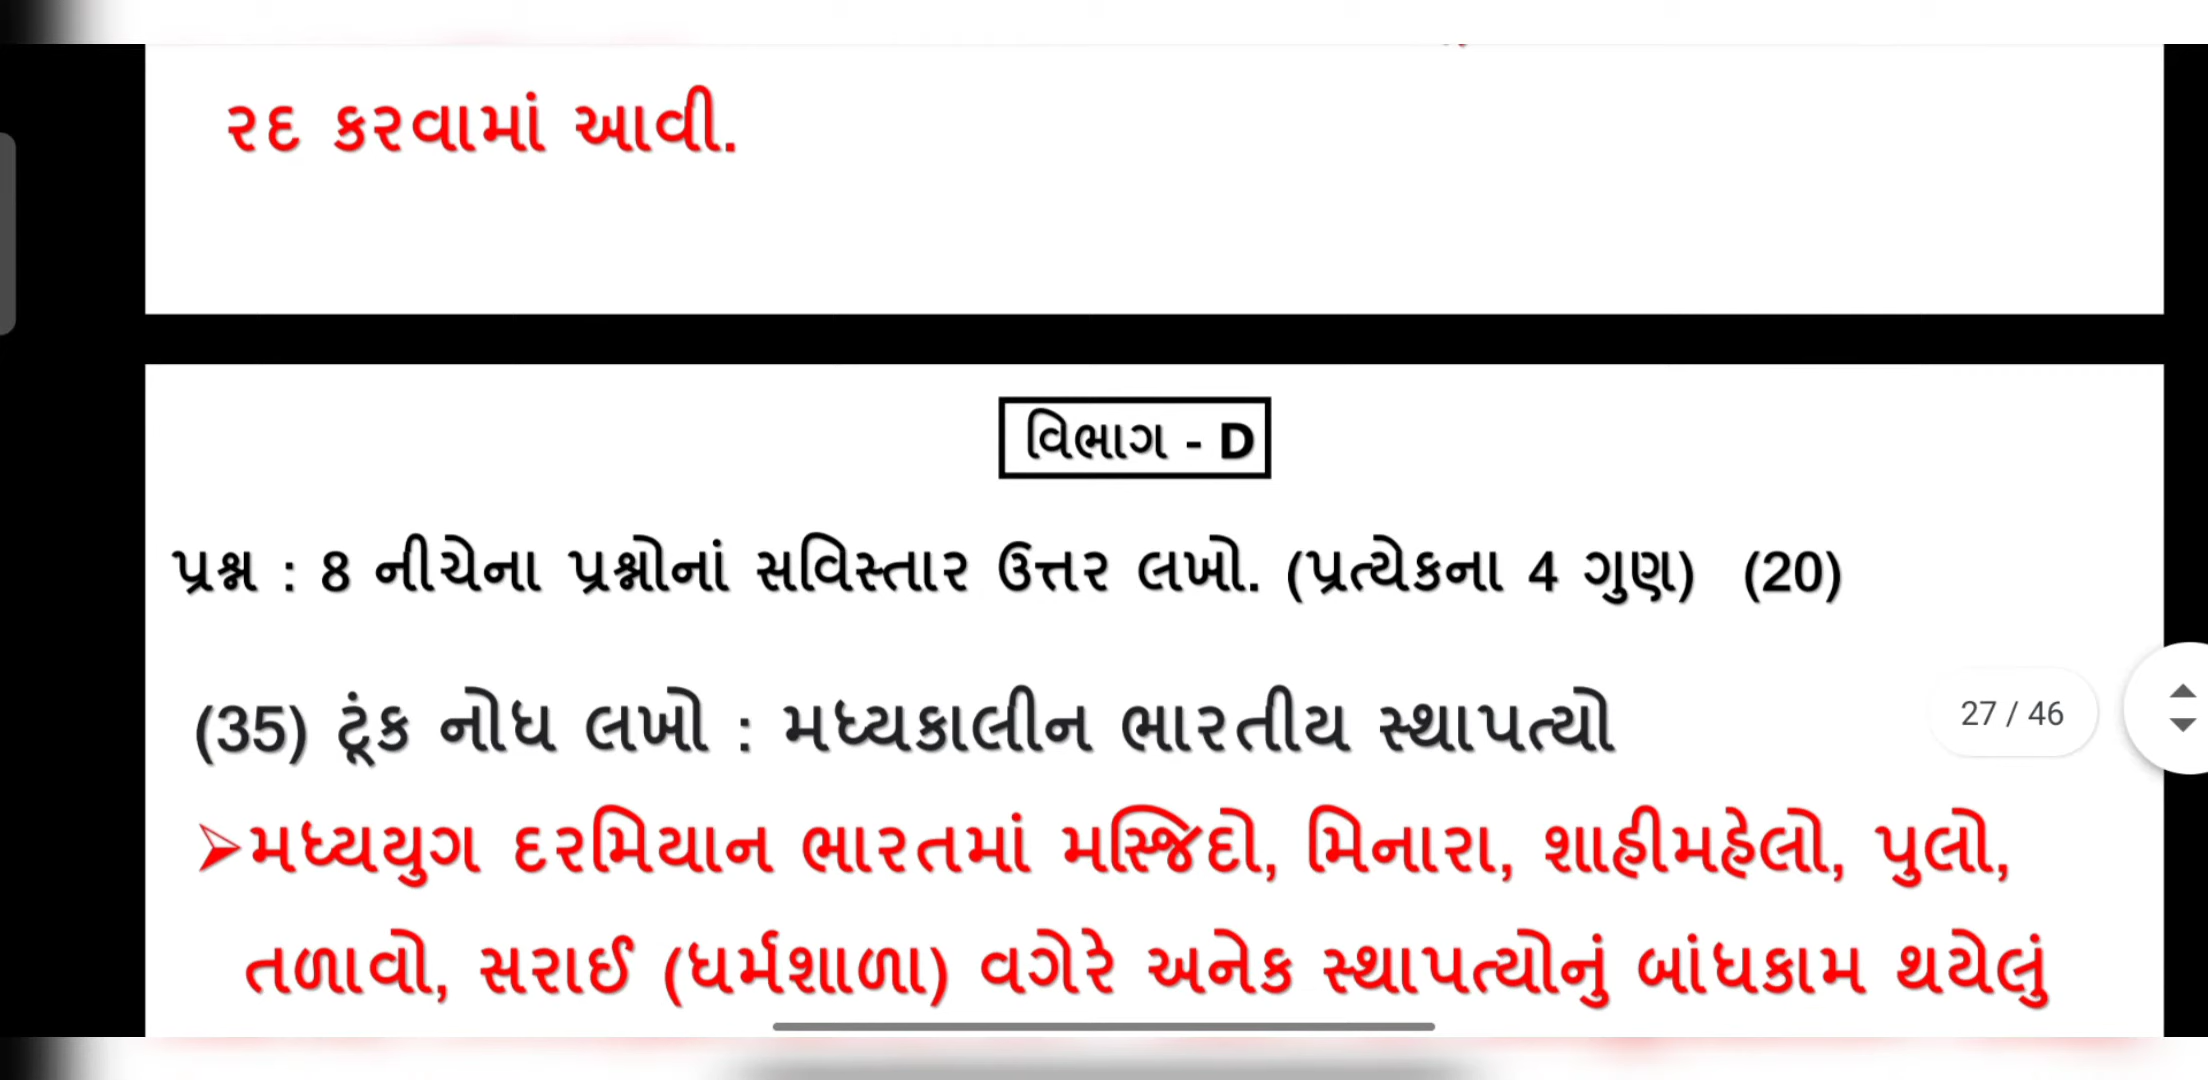 રદ કરવામાં આવી.
વિભાગ - D
પ્રશ્ન : 8 નીચેના પ્રશ્નોનાં સવિસ્તાર ઉત્તર લખો. (પ્રત્યેકના 4 ગુણ) (20)
(35) ટૂંક નોધ લખો : મધ્યકાલીન ભારતીય સ્થાપત્યો
27 / 46
➢મધ્યયુગ દરમિયાન ભારતમાં મસ્જિદો, મિનારા, શાહીમહેલો, પુલો,
તળાવો, સરાઈ (ધર્મશાળા) વગેરે અનેક સ્થાપત્યોનું બાંધકામ થયેલું